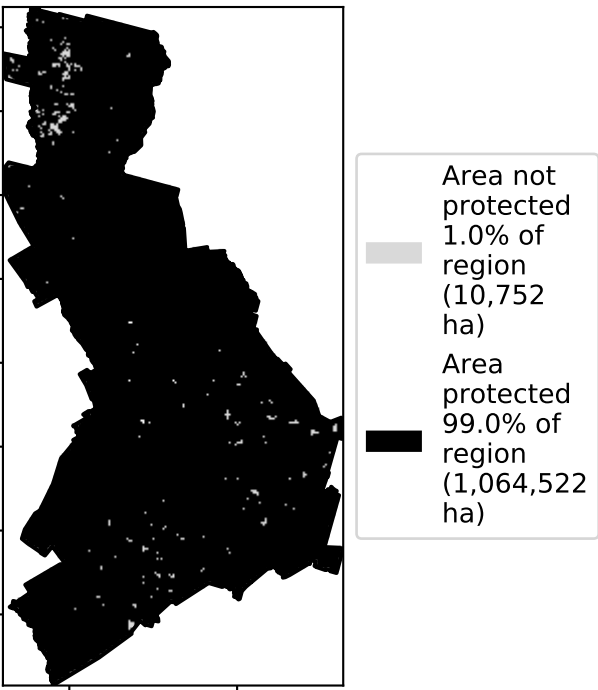 Area not
protected
1.0% of
region
(10,752
ha)
Area
protected
99.0% of
region
(1,064,522
ha)